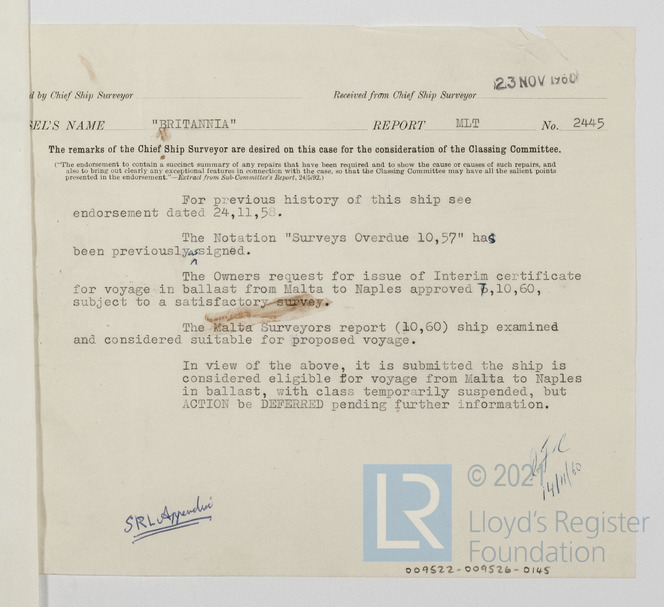 d by Chief Ship Surveyor
Received from Chief Ship Surveyor
23 NOV 1960
SEL'S NAME "BRITANNIA" REPORT MLT No. 2445
The remarks of the Chief Ship Surveyor are desired on this case for the consideration of the Classing Committee.
("The endorsement to contain a succinct summary of any repairs that have been required and to show the cause or causes of such repairs, and
also to bring out clearly any exceptional features in connection with the case, so that the Classing Committee may have all the salient points
presented in the endorsement."—Extract from Sub-Committee's Report, 24/5/92.)
For previous history of this ship see
endorsement dated 24,11,58.
The Notation "Surveys Overdue 10,57" has
been previously assigned.
The Owners request for issue of Interim certificate
for voyage in ballast from Malta to Naples approved 7,10,60,
subject to a satisfactory survey.
The Malta Surveyors report (10,60) ship examined
and considered suitable for proposed voyage.
In view of the above, it is submitted the ship is
considered eligible for voyage from Malta to Naples
in ballast, with class temporarily suspended, but
ACTION be DEFERRED pending further information.
14/11/60
SRL Appendix
LR
© 2021
Lloyd's Register
Foundation
009522-009526-0145